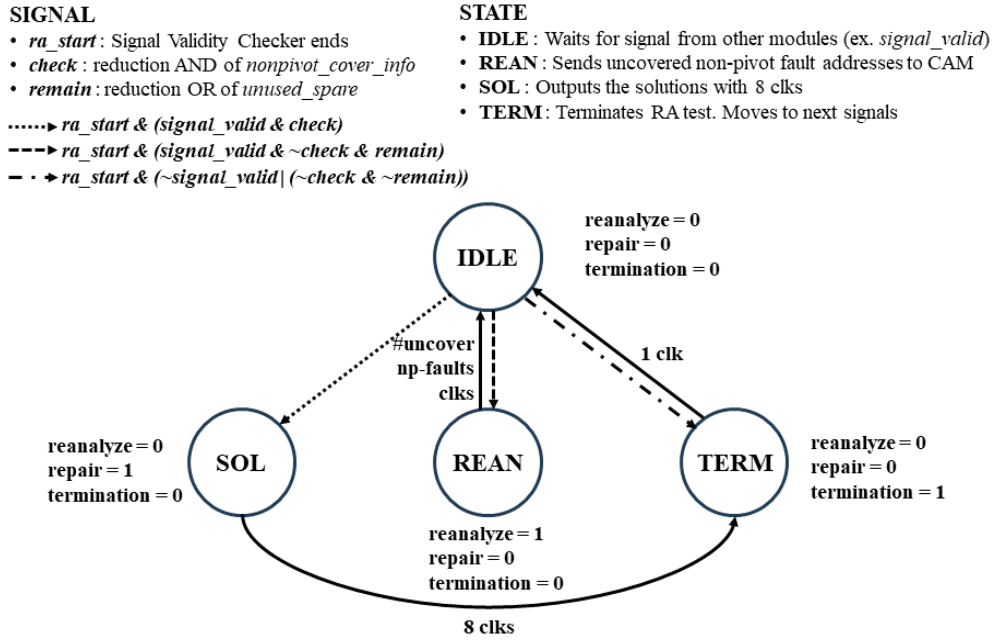 SIGNAL
• ra_start : Signal Validity Checker ends
• check : reduction AND of nonpivot_cover_info
• remain : reduction OR of unused_spare
ra_start & (signal_valid & check)
ra_start & (signal_valid & ~check & remain)
ra_start & (~signal_valid| (~check & ~remain))
STATE
• IDLE : Waits for signal from other modules (ex. signal_valid)
• REAN : Sends uncovered non-pivot fault addresses to CAM
• SOL : Outputs the solutions with 8 clks
• TERM : Terminates RA test. Moves to next signals
IDLE
reanalyze = 0
repair = 0
termination = 0
#uncover
np-faults
clks
1 clk
reanalyze = 0
repair = 1
termination = 0
SOL
REAN
TERM
reanalyze = 0
repair = 0
termination = 1
reanalyze = 1
repair = 0
termination = 0
8 clks